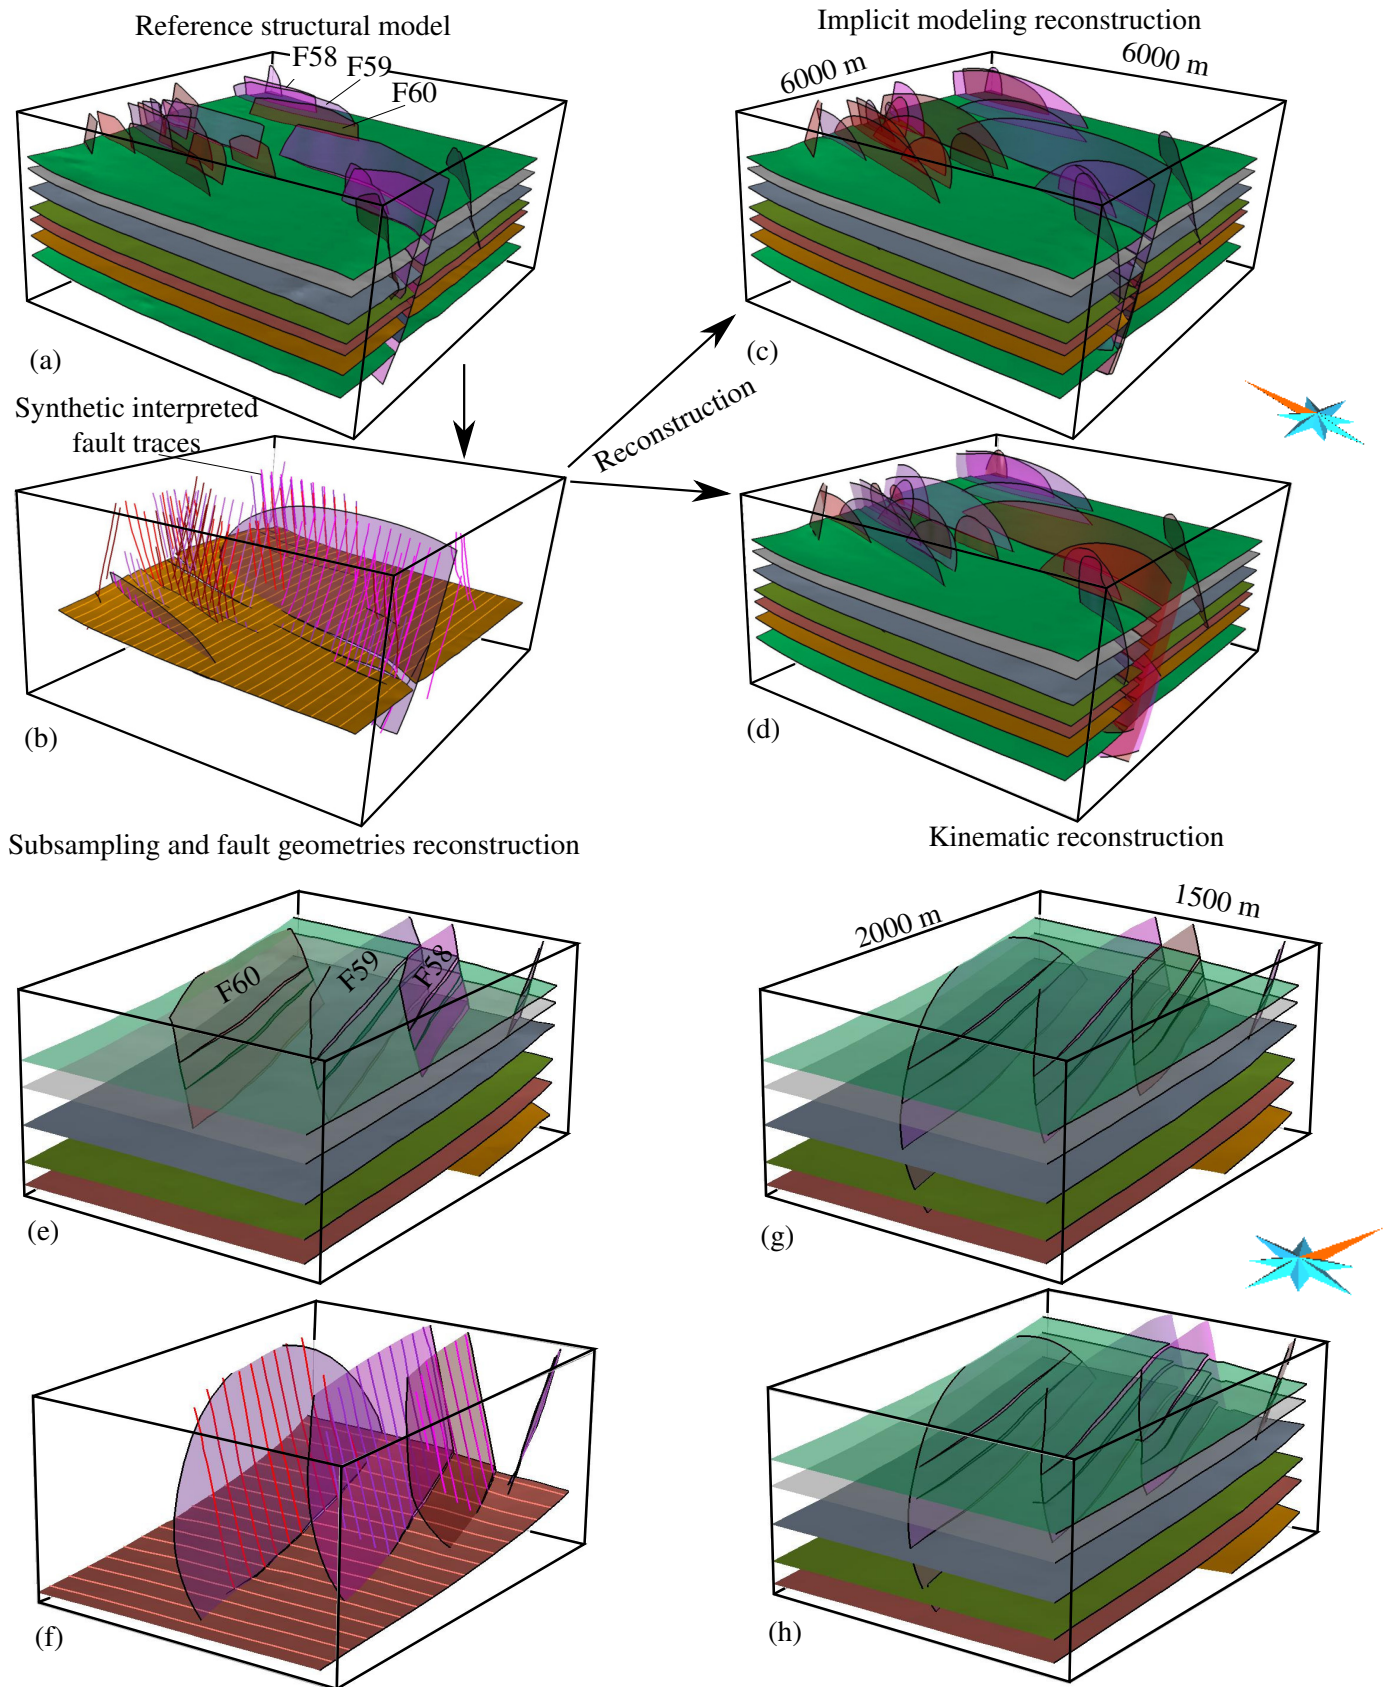 Reference structural model
Implicit modeling reconstruction
F58
F59
F60
6000 m
6000 m
(a)
(c)
Synthetic interpreted
fault traces
Reconstruction
(b)
(d)
Subsampling and fault geometries reconstruction
Kinematic reconstruction
F60
F59
F58
2000 m
1500 m
(e)
(g)
(f)
(h)